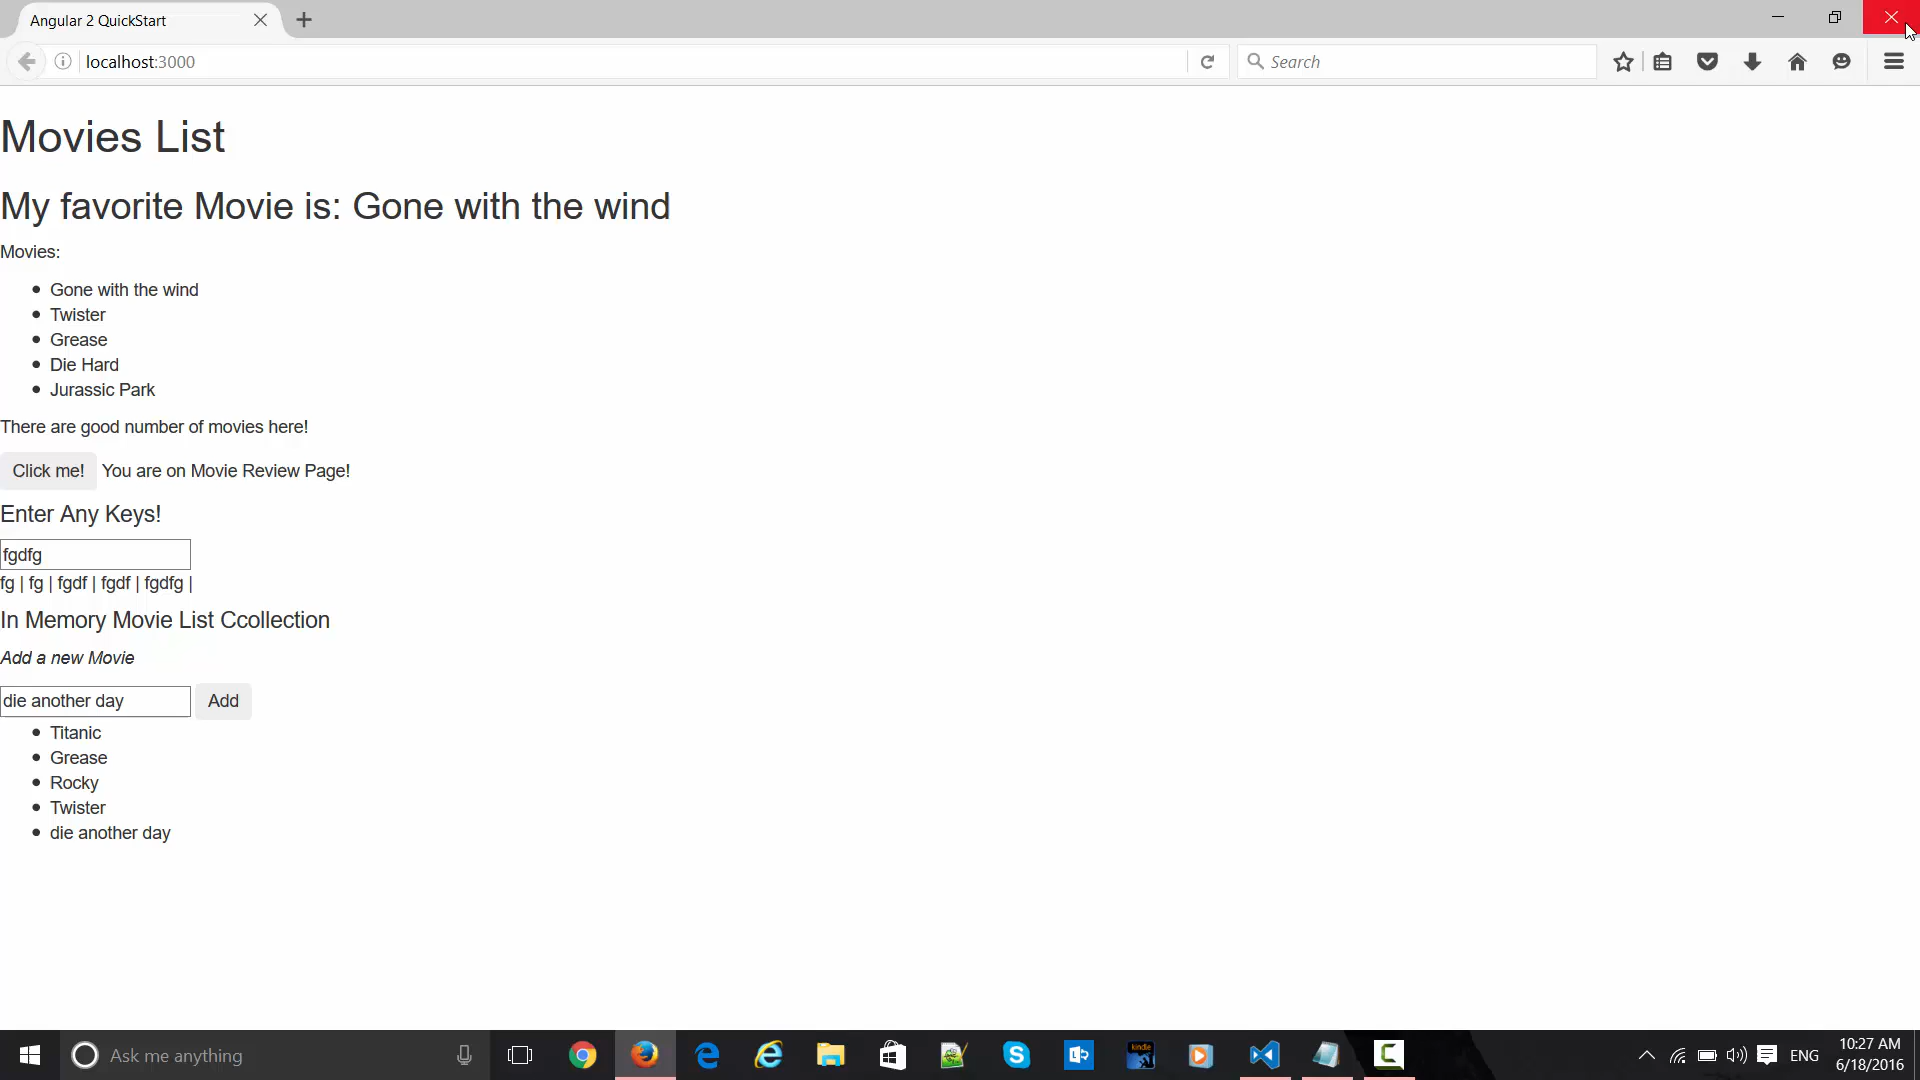 Angular 2 QuickStart
localhost:3000
Search
Movies List
My favorite Movie is: Gone with the wind
Movies:
Gone with the wind
Twister
Grease
Die Hard
Jurassic Park
There are good number of movies here!
Click me! You are on Movie Review Page!
Enter Any Keys!
fgdfg
fg | fg | fgdf | fgdf | fgdfg |
In Memory Movie List Ccollection
Add a new Movie
die another day Add
Titanic
Grease
Rocky
Twister
die another day
Ask me anything
kindle
ENG
10:27 AM
6/18/2016